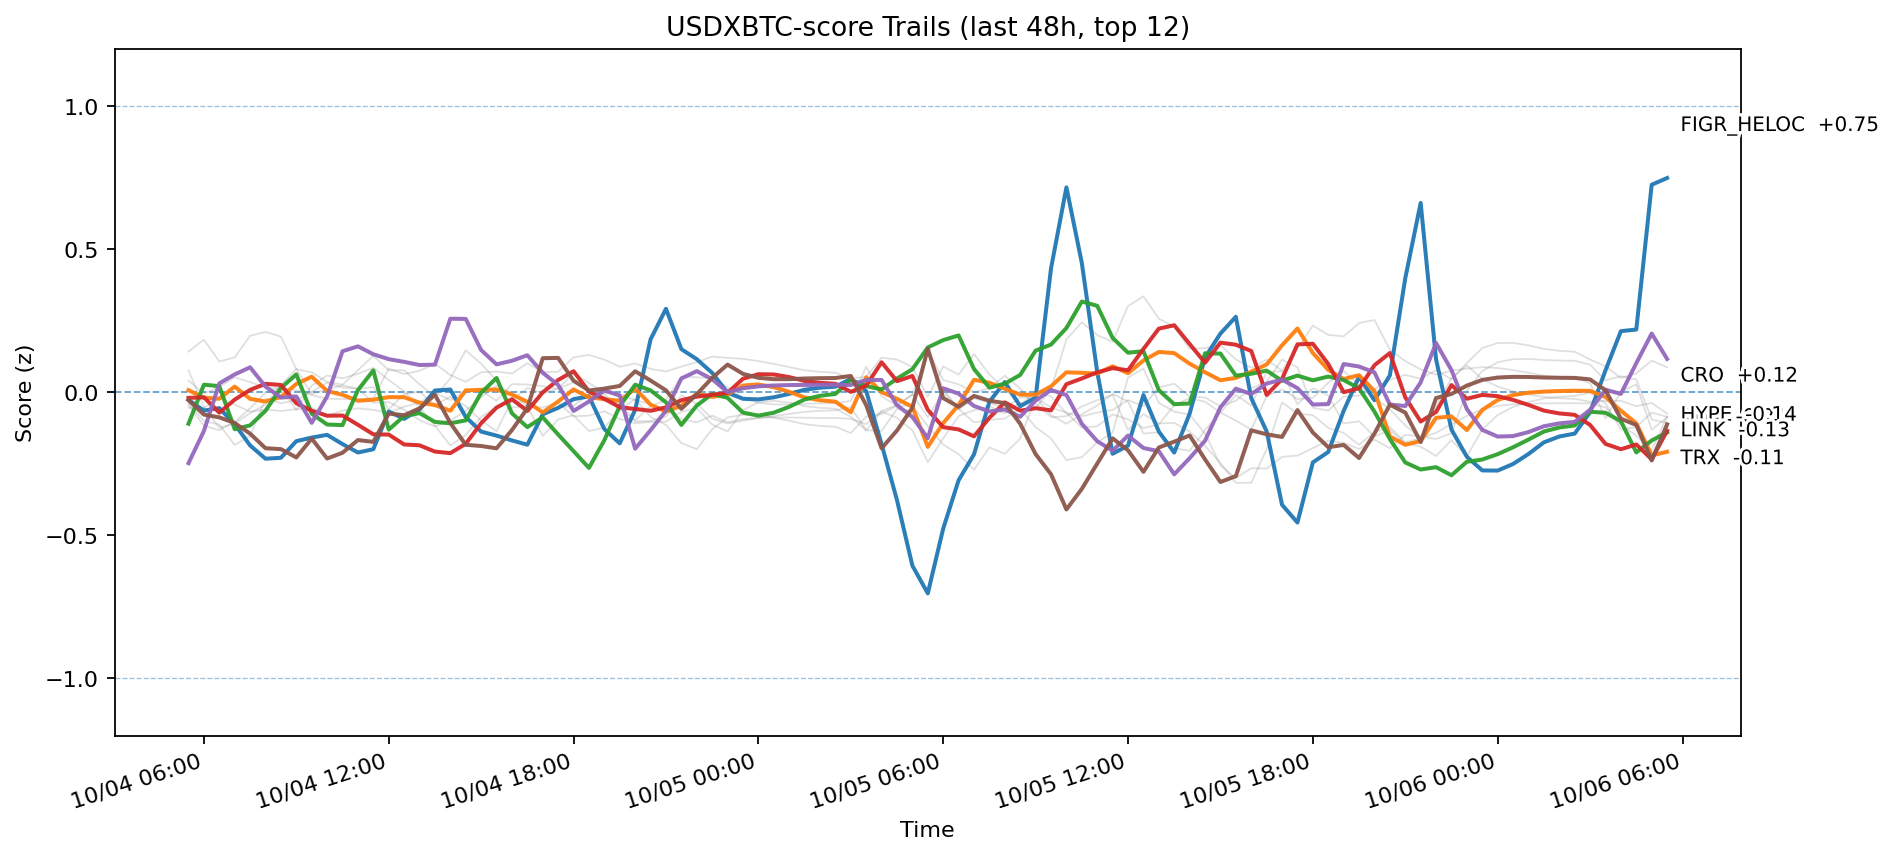 USDXBTC-score Trails (last 48h, top 12)
Score (z)
1.0
0.5
0.0
−0.5
−1.0
FIGR_HELOC +0.75
CRO +0.12
HYPE -0.14
LINK -0.13
TRX -0.11
10/04 06:00
10/04 12:00
10/04 18:00
10/05 00:00
10/05 06:00
10/05 12:00
10/05 18:00
10/06 00:00
10/06 06:00
Time